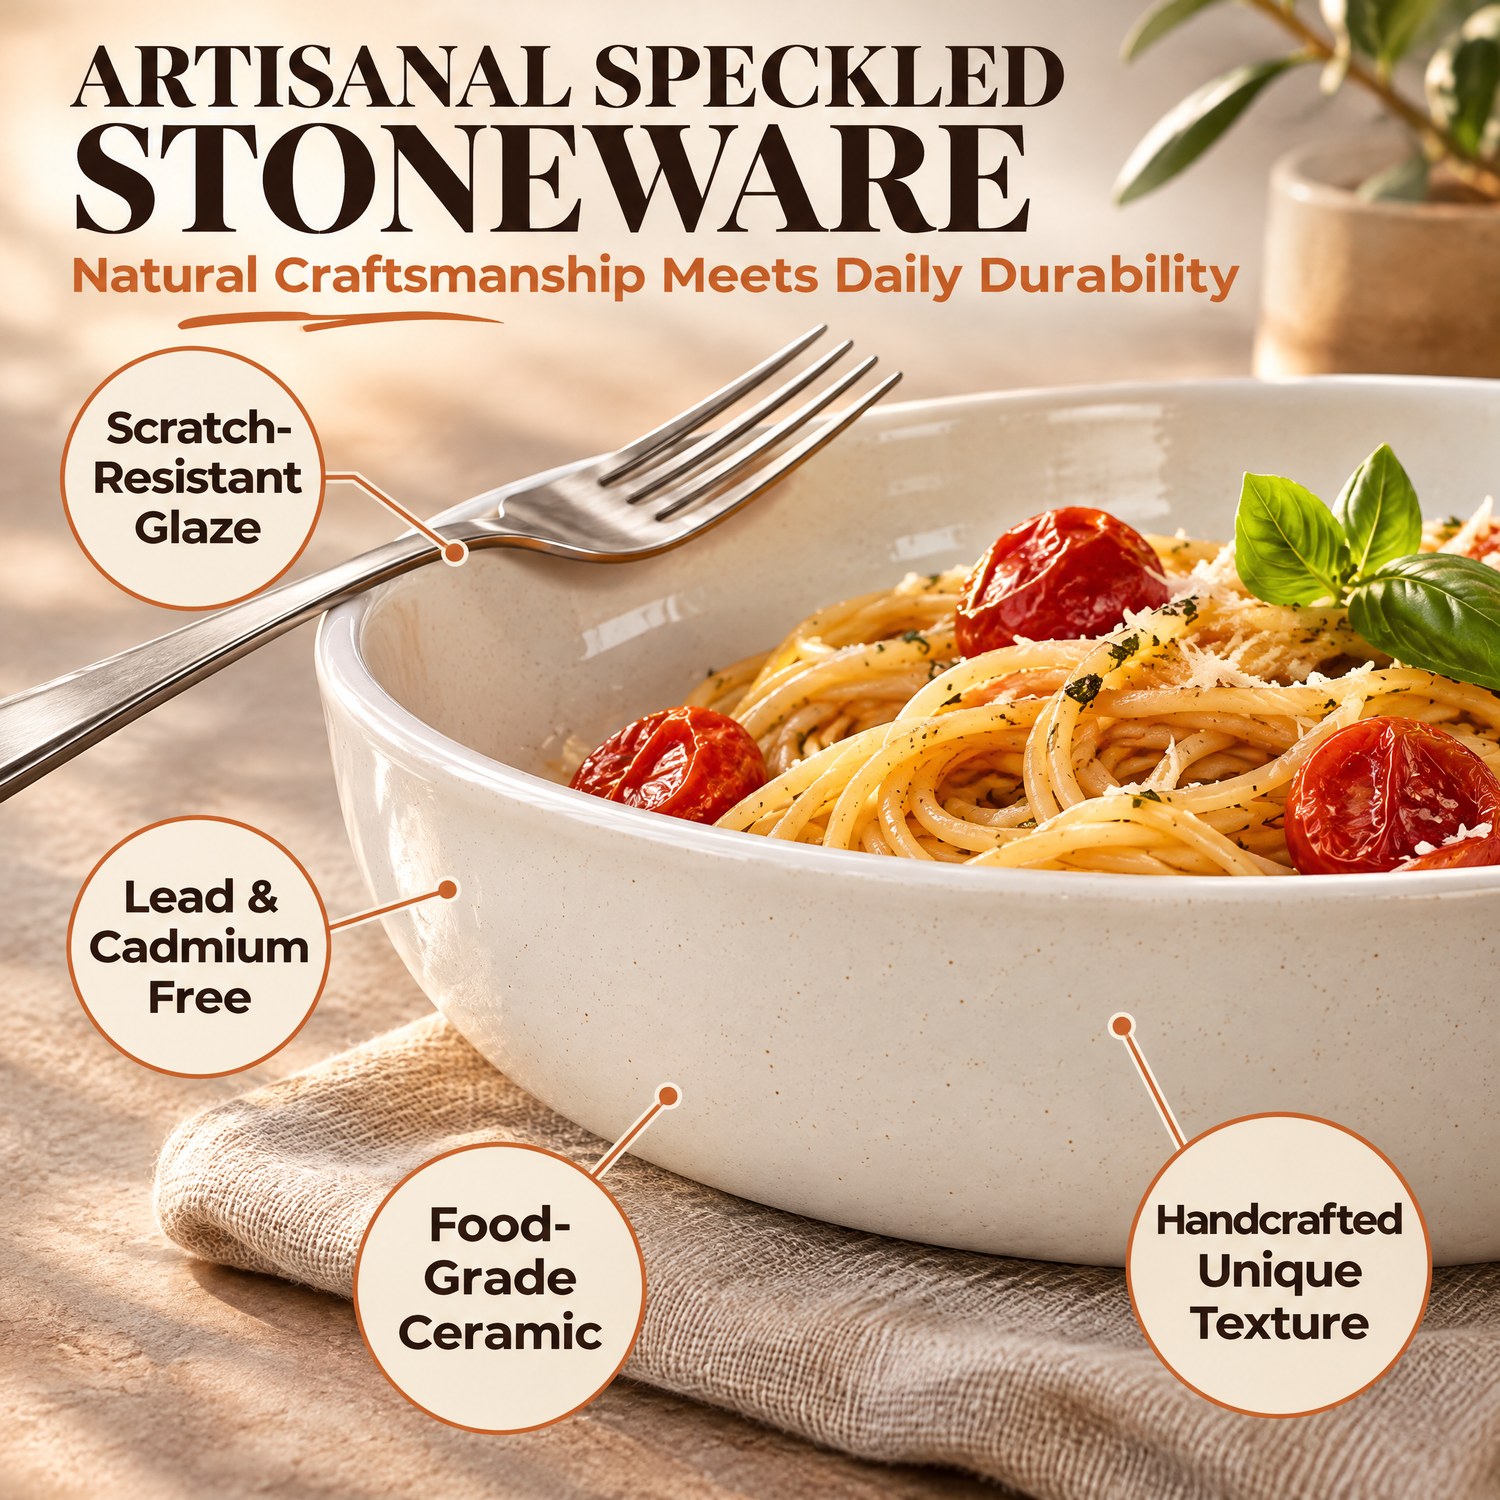 ARTISANAL SPECKLED
STONEWARE
Natural Craftsmanship Meets Daily Durability
Scratch-
Resistant
Glaze
Lead &
Cadmium
Free
Food-
Grade
Ceramic
Handcrafted
Unique
Texture